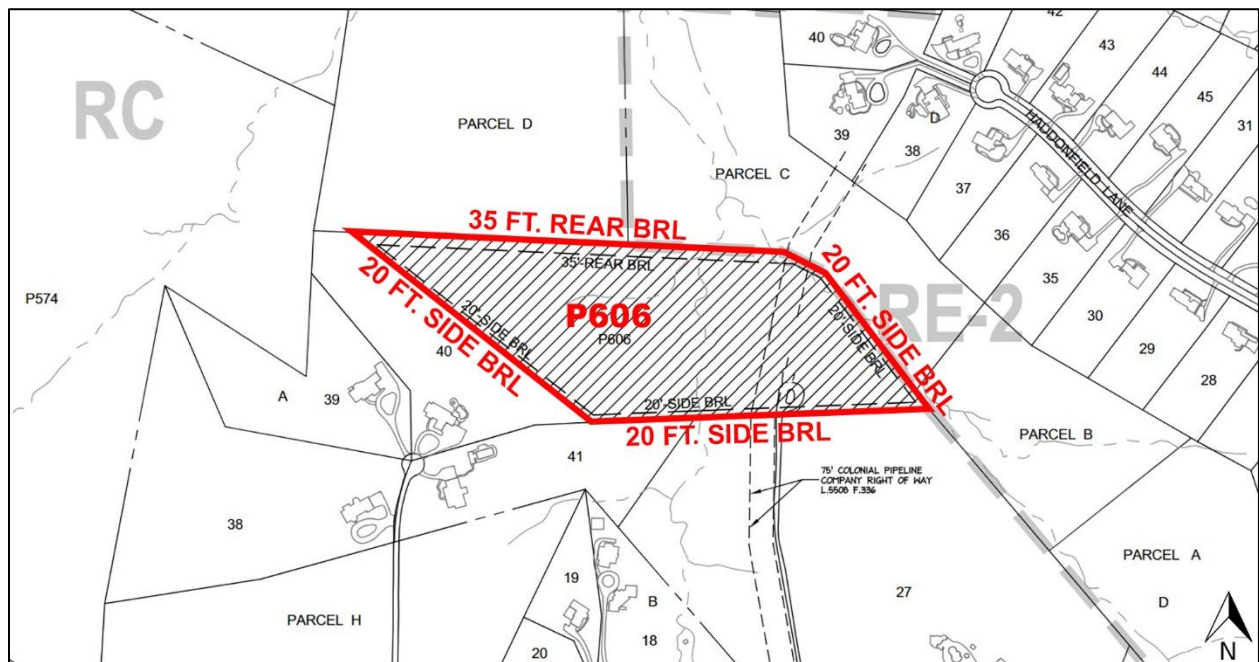 42
40
43
44
45
31
RC
PARCEL D
D
39
38
HADDONFIELD LANE
PARCEL C
37
36
35 FT. REAR BRL
35'-REAR BRL
20 FT. SIDE BRL
20'-SIDE BRL
35
30
29
28
P574
P606
P606
RE-2
20 FT. SIDE BRL
20'-SIDE BRL
40
A
39
20'-SIDE BRL
20 FT. SIDE BRL
41
PARCEL B
75' COLONIAL PIPELINE
COMPANY RIGHT OF WAY
L.5508 F.336
38
PARCEL A
D
19
B
27
PARCEL H
20
18
N